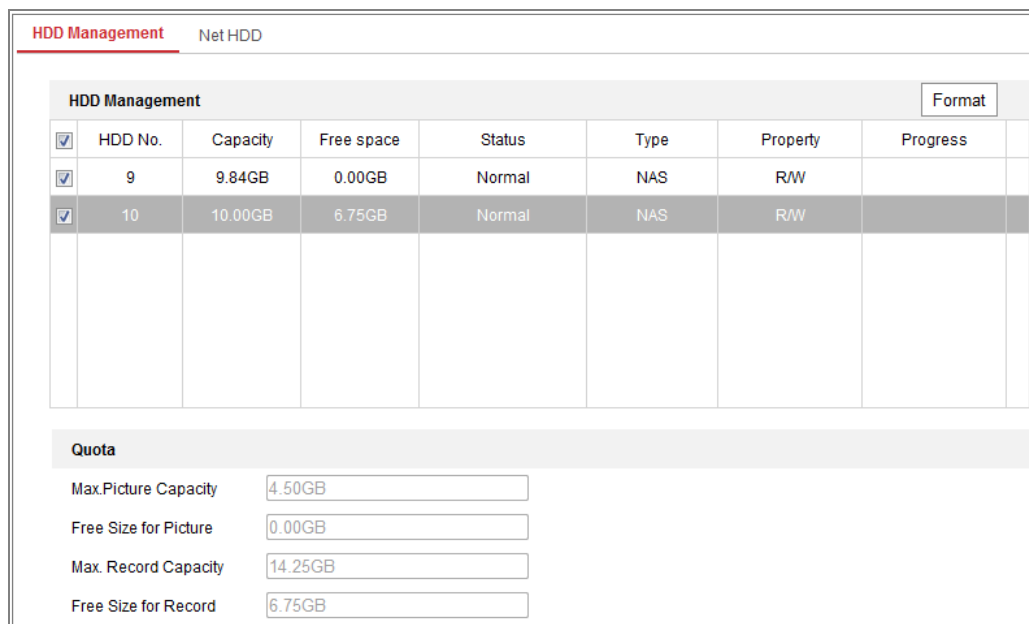 HDD Management Net HDD
HDD Management Format
HDD No. Capacity Free space Status Type Property Progress
9 9.84GB 0.00GB Normal NAS R/W
10 10.00GB 6.75GB Normal NAS R/W
Quota
Max.Picture Capacity 4.50GB
Free Size for Picture 0.00GB
Max. Record Capacity 14.25GB
Free Size for Record 6.75GB